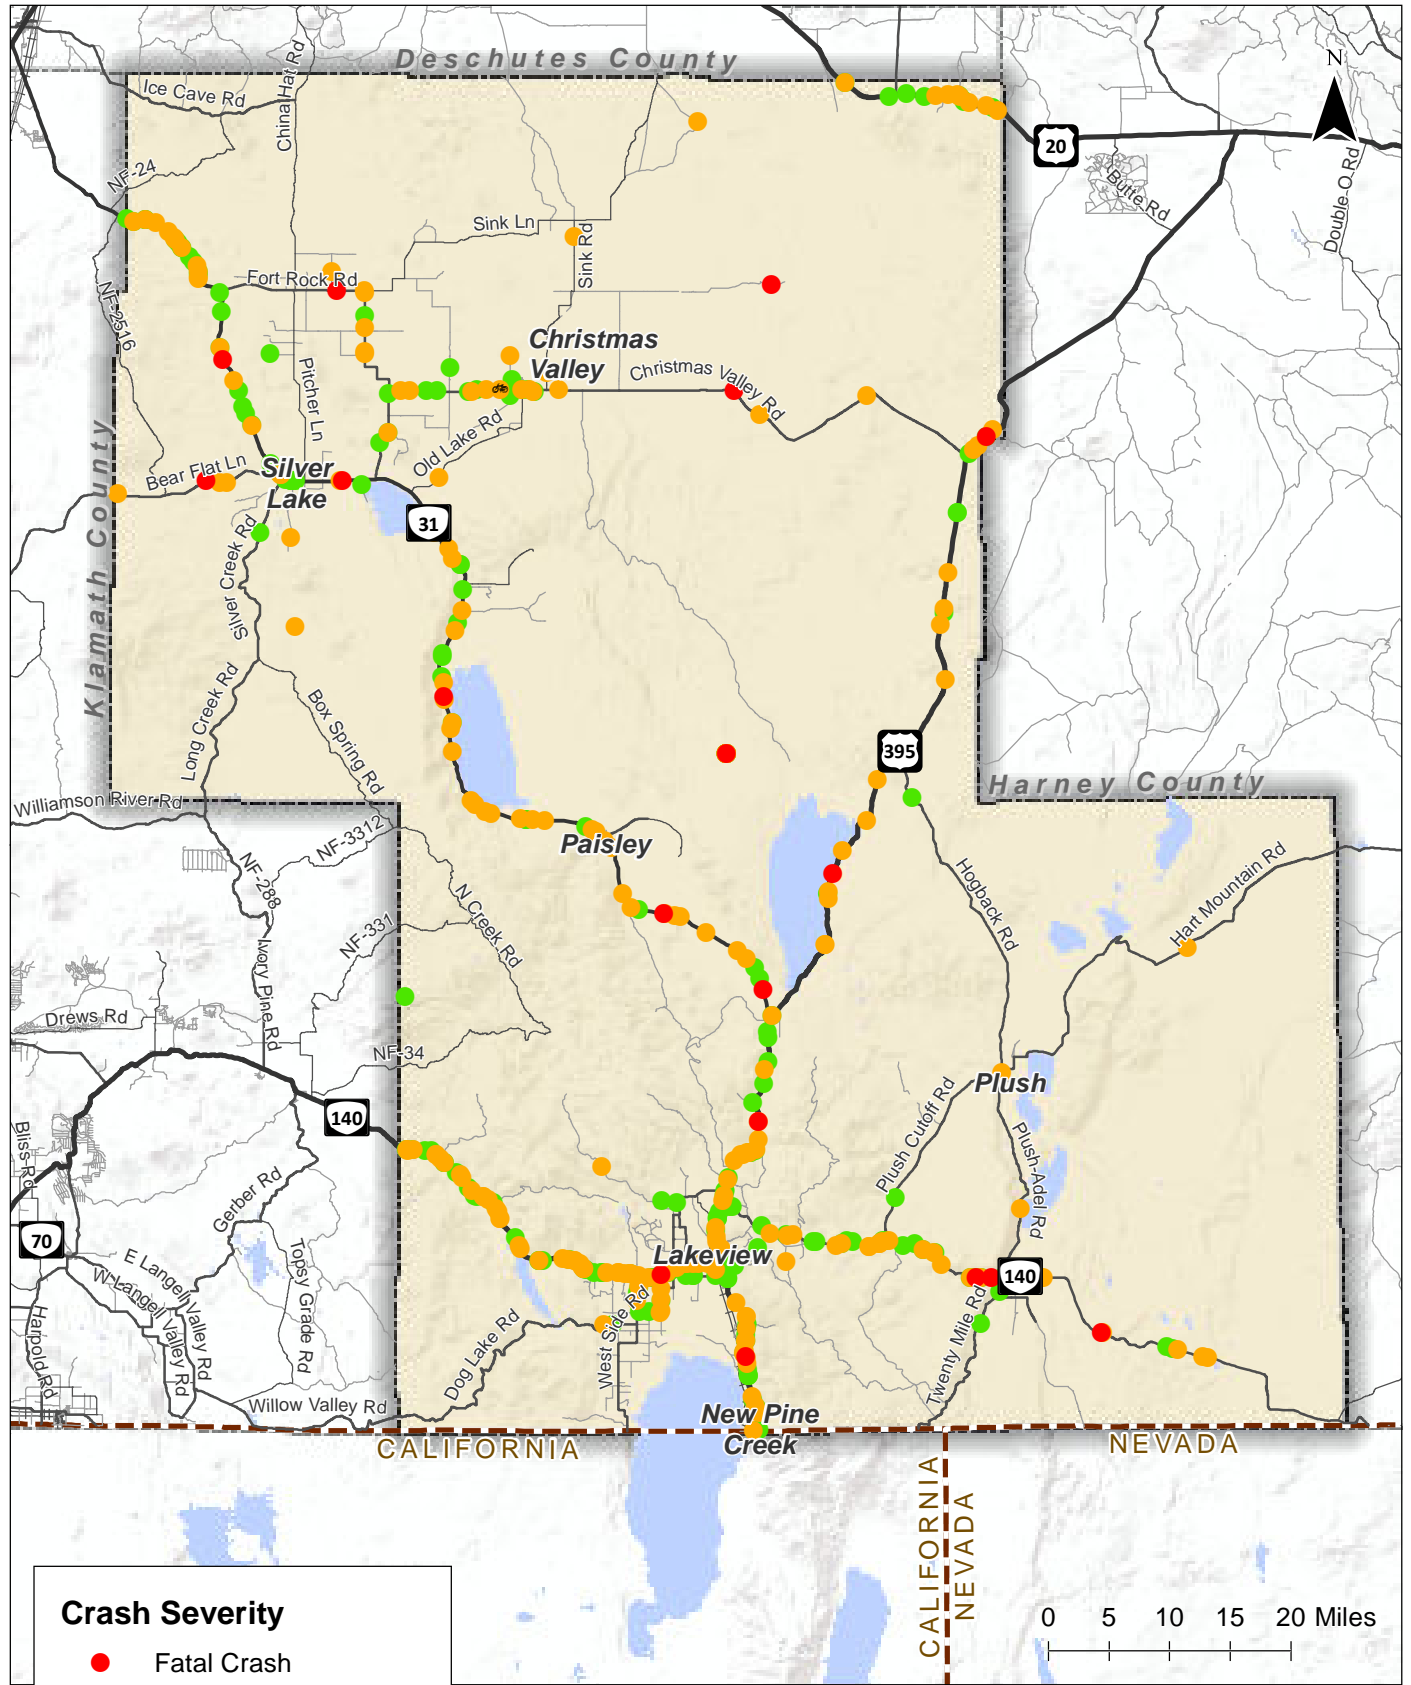 Deschutes County
N
Ice Cave Rd
China Hat Rd
20
NF-24
Butte Rd
Double O Rd
Sink Ln
Sink Rd
Fort Rock Rd
NF-2516
Christmas
Valley
Christmas Valley Rd
Pitcher Ln
Old Lake Rd
Klamath County
Bear Flat Ln
Silver
Lake
31
Silver Creek Rd
Long Creek Rd
Box Spring Rd
395
Harney County
Williamson River Rd
NF-3312
Paisley
NF-288
N Creek Rd
Hogback Rd
Hart Mountain Rd
NF-331
Ivory Pine Rd
Drews Rd
NF-34
Plush
140
Plush Cutoff Rd
Plush-Adel Rd
Bliss Rd
Gerber Rd
70
Lakeview
E Langell Valley Rd
W Langell Valley Rd
Topsy Grade Rd
140
Harpold Rd
West Side Rd
Dog Lake Rd
Twenty Mile Rd
Willow Valley Rd
New Pine
Creek
CALIFORNIA
NEVADA
CALIFORNIA
NEVADA
Crash Severity
Fatal Crash
0 5 10 15 20 Miles